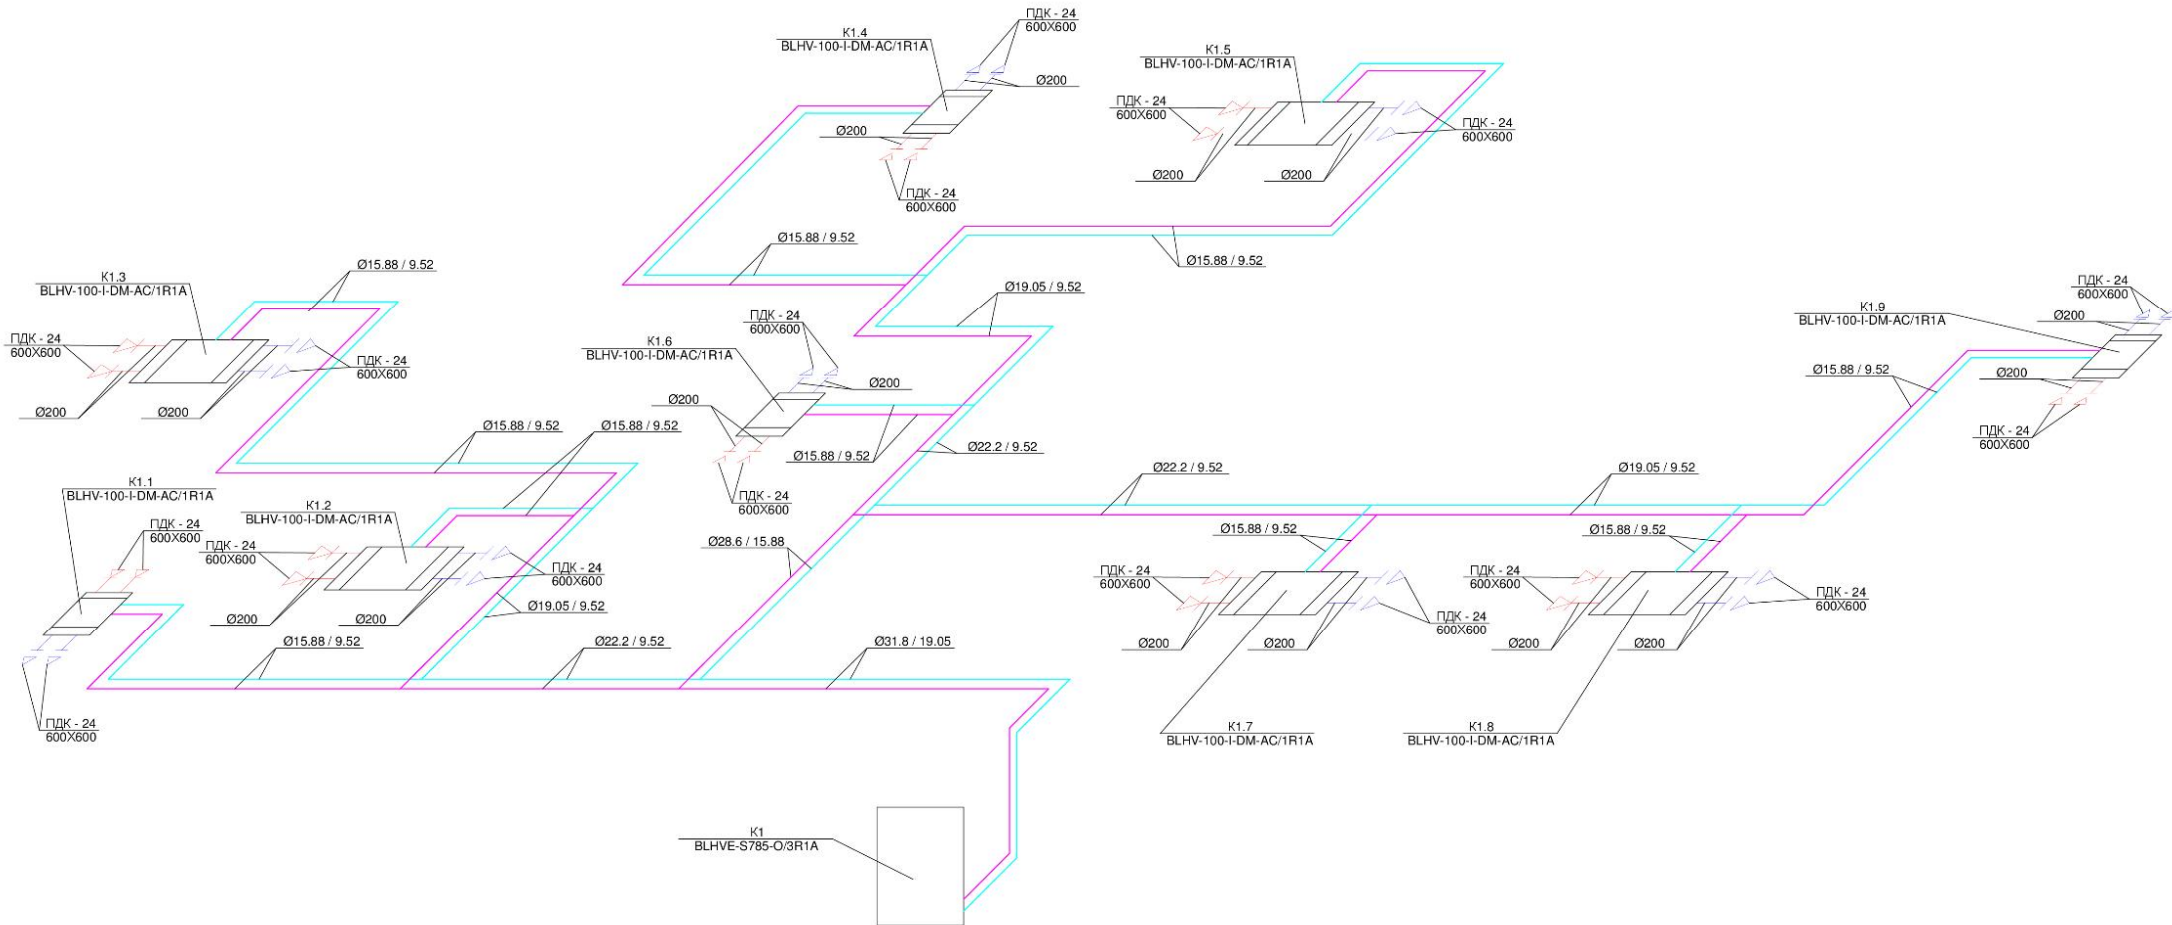 ПДК - 24
600X600
К1.4
BLHV-100-I-DM-AC/1R1A
Ø200
Ø200
ПДК - 24
600X600
К1.5
BLHV-100-I-DM-AC/1R1A
ПДК - 24
600X600
ПДК - 24
600X600
Ø200
Ø200
Ø15.88 / 9.52
Ø15.88 / 9.52
К1.3
BLHV-100-I-DM-AC/1R1A
Ø15.88 / 9.52
ПДК - 24
600X600
ПДК - 24
600X600
Ø200
Ø200
Ø19.05 / 9.52
ПДК - 24
600X600
К1.6
BLHV-100-I-DM-AC/1R1A
Ø200
Ø200
Ø15.88 / 9.52
ПДК - 24
600X600
ПДК - 24
600X600
К1.9
BLHV-100-I-DM-AC/1R1A
Ø200
Ø15.88 / 9.52
Ø200
ПДК - 24
600X600
Ø15.88 / 9.52
Ø15.88 / 9.52
Ø22.2 / 9.52
Ø22.2 / 9.52
Ø19.05 / 9.52
К1.1
BLHV-100-I-DM-AC/1R1A
ПДК - 24
600X600
К1.2
BLHV-100-I-DM-AC/1R1A
ПДК - 24
600X600
ПДК - 24
600X600
Ø200
Ø200
Ø19.05 / 9.52
Ø28.6 / 15.88
Ø15.88 / 9.52
Ø15.88 / 9.52
ПДК - 24
600X600
ПДК - 24
600X600
Ø200
Ø200
ПДК - 24
600X600
ПДК - 24
600X600
Ø200
Ø200
Ø15.88 / 9.52
Ø22.2 / 9.52
Ø31.8 / 19.05
ПДК - 24
600X600
К1.7
BLHV-100-I-DM-AC/1R1A
К1.8
BLHV-100-I-DM-AC/1R1A
К1
BLHVE-S785-O/3R1A